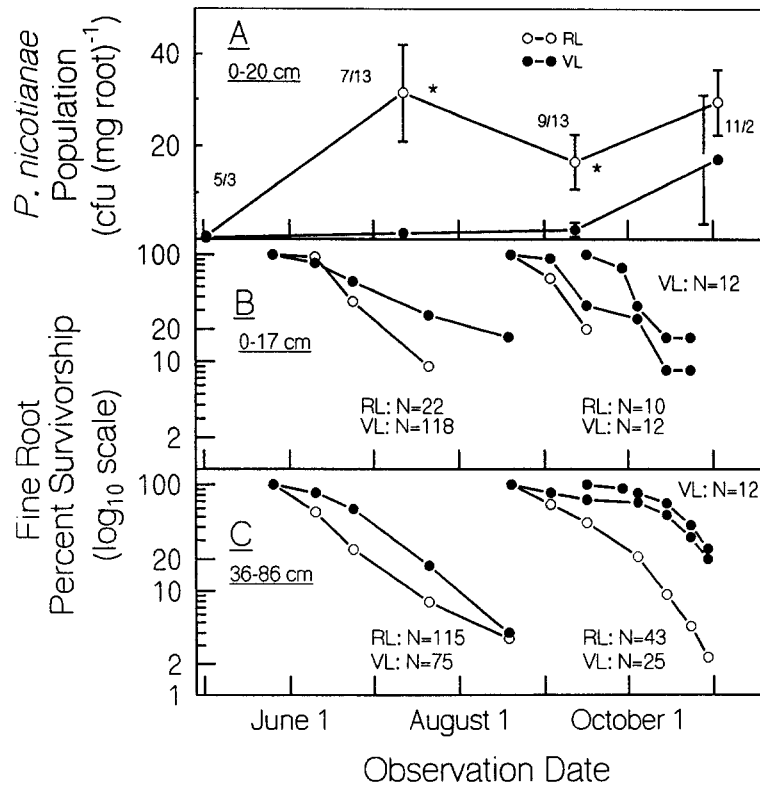 P. nicotianae
Population
(cfu (mg root)-1)
40
20
A
0-20 cm
5/3
7/13
*
9/13
*
11/2
RL
VL
Fine Root
Percent Survivorship
(log10 scale)
100
20
10
2
B
0-17 cm
RL: N=22
VL: N=118
RL: N=10
VL: N=12
VL: N=12
100
20
10
2
1
C
36-86 cm
RL: N=115
VL: N=75
RL: N=43
VL: N=25
VL: N=12
June 1
August 1
October 1
Observation Date